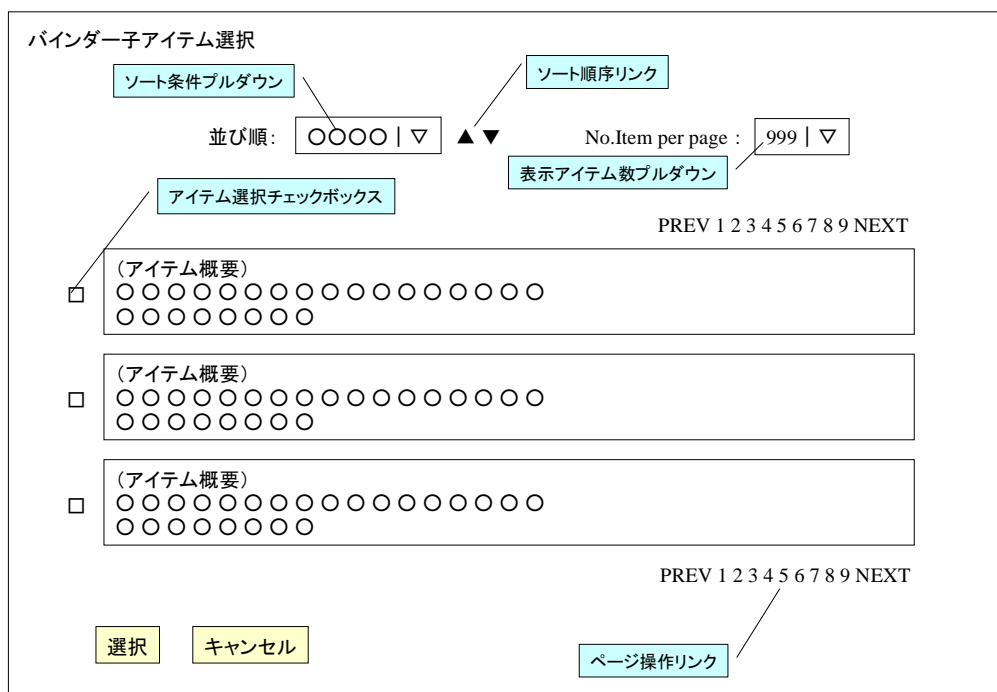 バインダー子アイテム選択
ソート条件プルダウン
ソート順序リンク
並び順: 〇〇〇〇 | ▽ ▲ ▼ No.Item per page : 999 | ▽
表示アイテム数プルダウン
アイテム選択チェックボックス
PREV 1 2 3 4 5 6 7 8 9 NEXT
(アイテム概要)
□ 〇 〇 〇 〇 〇 〇 〇 〇 〇 〇 〇 〇 〇 〇 〇 〇 〇
〇 〇 〇 〇 〇 〇 〇 〇
(アイテム概要)
□ 〇 〇 〇 〇 〇 〇 〇 〇 〇 〇 〇 〇 〇 〇 〇 〇 〇
〇 〇 〇 〇 〇 〇 〇 〇
(アイテム概要)
□ 〇 〇 〇 〇 〇 〇 〇 〇 〇 〇 〇 〇 〇 〇 〇 〇 〇
〇 〇 〇 〇 〇 〇 〇 〇
PREV 1 2 3 4 5 6 7 8 9 NEXT
選択 キャンセル
ページ操作リンク